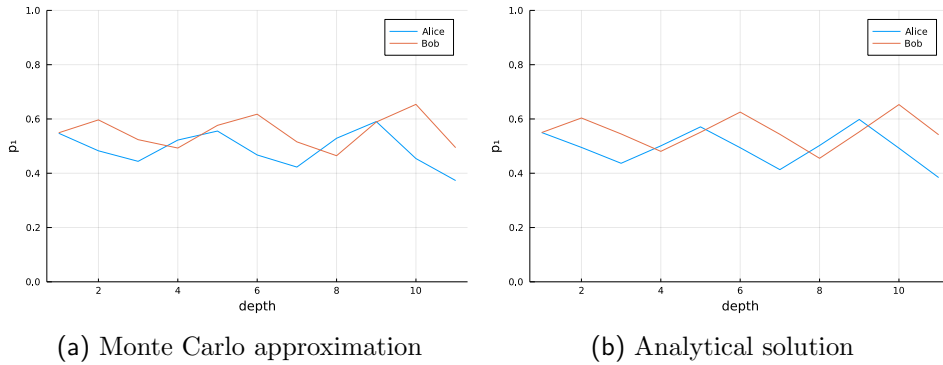 1.0
0.8
0.6
0.4
0.2
0.0
p₁
2 4 6 8 10
depth
Alice
Bob
(a) Monte Carlo approximation
1.0
0.8
0.6
0.4
0.2
0.0
p₁
2 4 6 8 10
depth
Alice
Bob
(b) Analytical solution